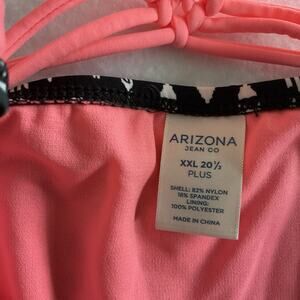 ARIZONA
JEAN CO
XXL 20½
PLUS
SHELL: 82% NYLON
18% SPANDEX
LINING:
100% POLYESTER
MADE IN CHINA